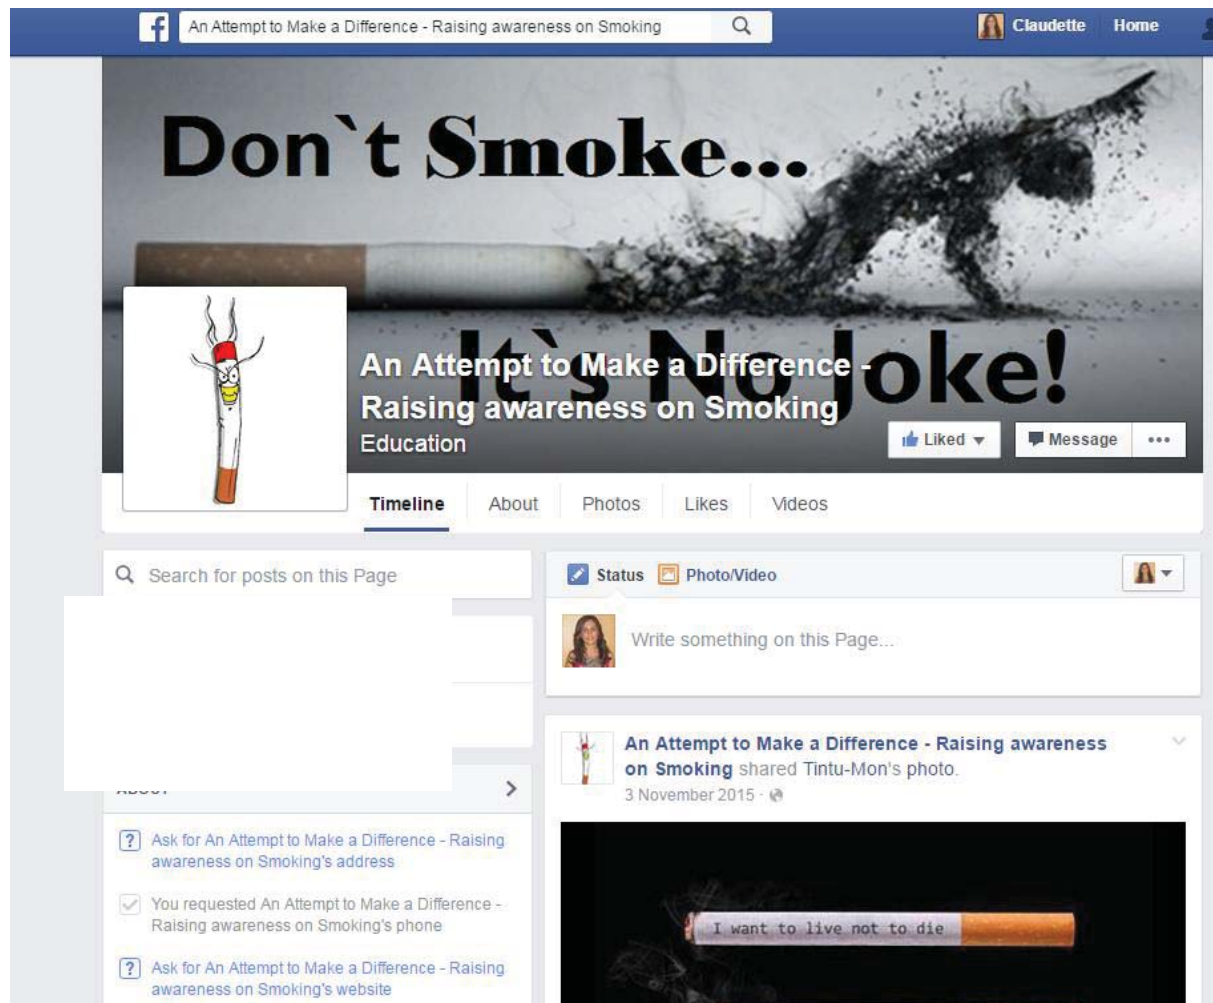 An Attempt to Make a Difference - Raising awareness on Smoking
Claudette
Home
Don`t Smoke...
It`s No Joke!
An Attempt to Make a Difference -
Raising awareness on Smoking
Education
Liked
Message
Timeline
About
Photos
Likes
Videos
Search for posts on this Page
ABOUT
Ask for An Attempt to Make a Difference - Raising
awareness on Smoking's address
You requested An Attempt to Make a Difference -
Raising awareness on Smoking's phone
Ask for An Attempt to Make a Difference - Raising
awareness on Smoking's website
Status
Photo/Video
Write something on this Page...
An Attempt to Make a Difference - Raising awareness
on Smoking shared Tintu-Mon's photo.
3 November 2015
I want to live not to die